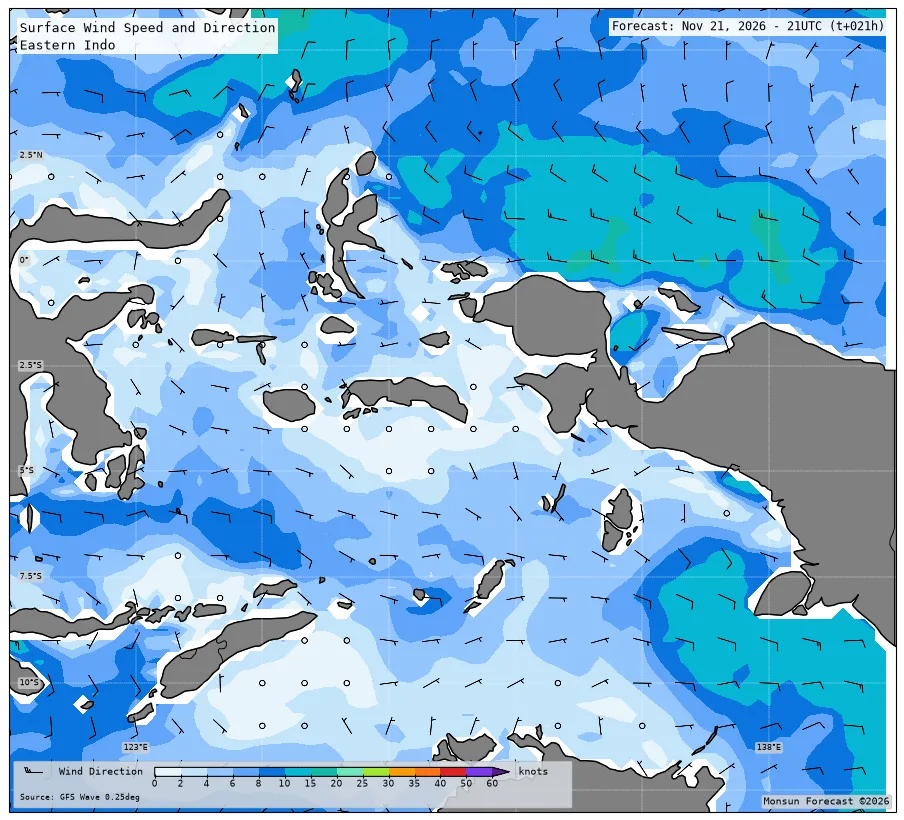 Surface Wind Speed and Direction
Eastern Indo
Forecast: Nov 21, 2026 - 21UTC (t+021h)
2.5°N
0°
2.5°S
5°S
7.5°S
10°S
123°E
138°E
Wind Direction
0 2 4 6 8 10 15 20 25 30 35 40 50 60
knots
Source: GFS Wave 0.25deg
Monsun Forecast ©2026